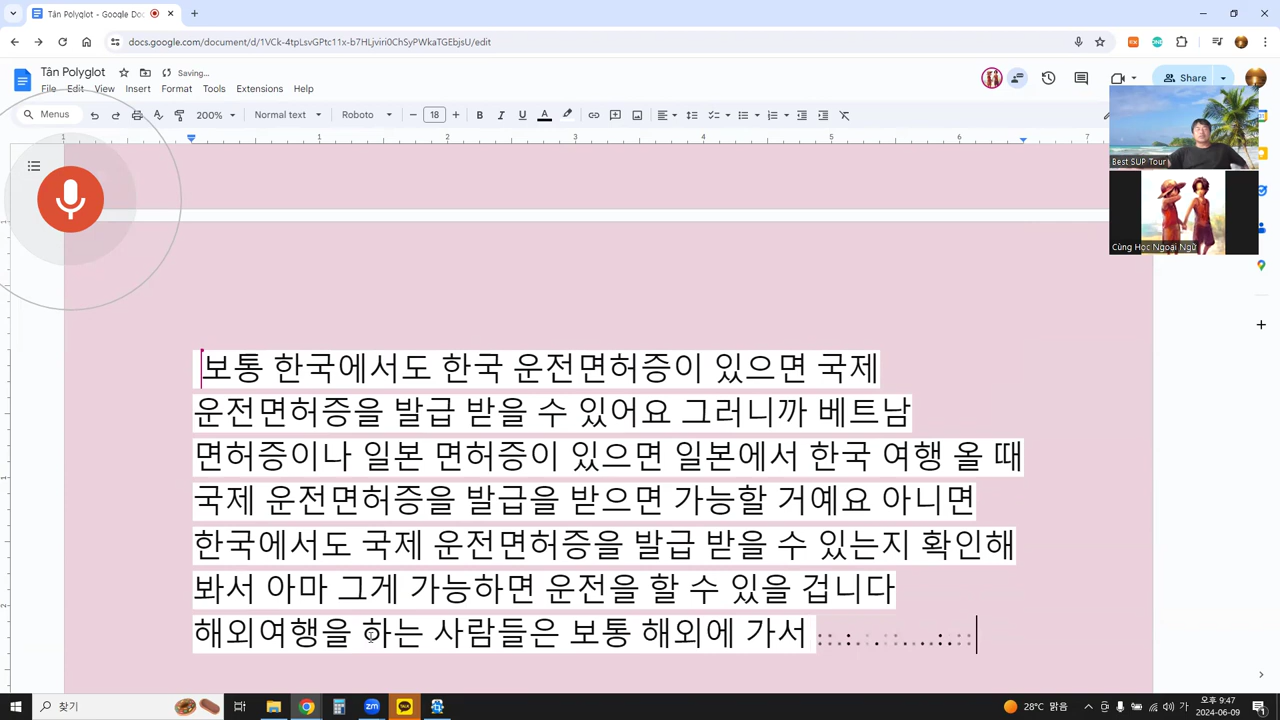 Tân Polyglot - Google Doc
docs.google.com/document/d/1VCk-4tpLsvGPtc11x-b7HLjviri0ChSyPWkaTGEbjsU/edit
Tân Polyglot
Saving...
File Edit View Insert Format Tools Extensions Help
Share
Menus
200%
Normal text
Roboto
18
1 1 2 3 4 5 6 7
Best SUP Tour
Cùng Học Ngoại Ngữ
보통 한국에서도 한국 운전면허증이 있으면 국제
운전면허증을 발급 받을 수 있어요 그러니까 베트남
면허증이나 일본 면허증이 있으면 일본에서 한국 여행 올 때
국제 운전면허증을 발급을 받으면 가능할 거예요 아니면
한국에서도 국제 운전면허증을 발급 받을 수 있는지 확인해
봐서 아마 그게 가능하면 운전을 할 수 있을 겁니다
해외여행을 하는 사람들은 보통 해외에 가서
찾기
28°C 맑음
가
오후 9:47
2024-06-09